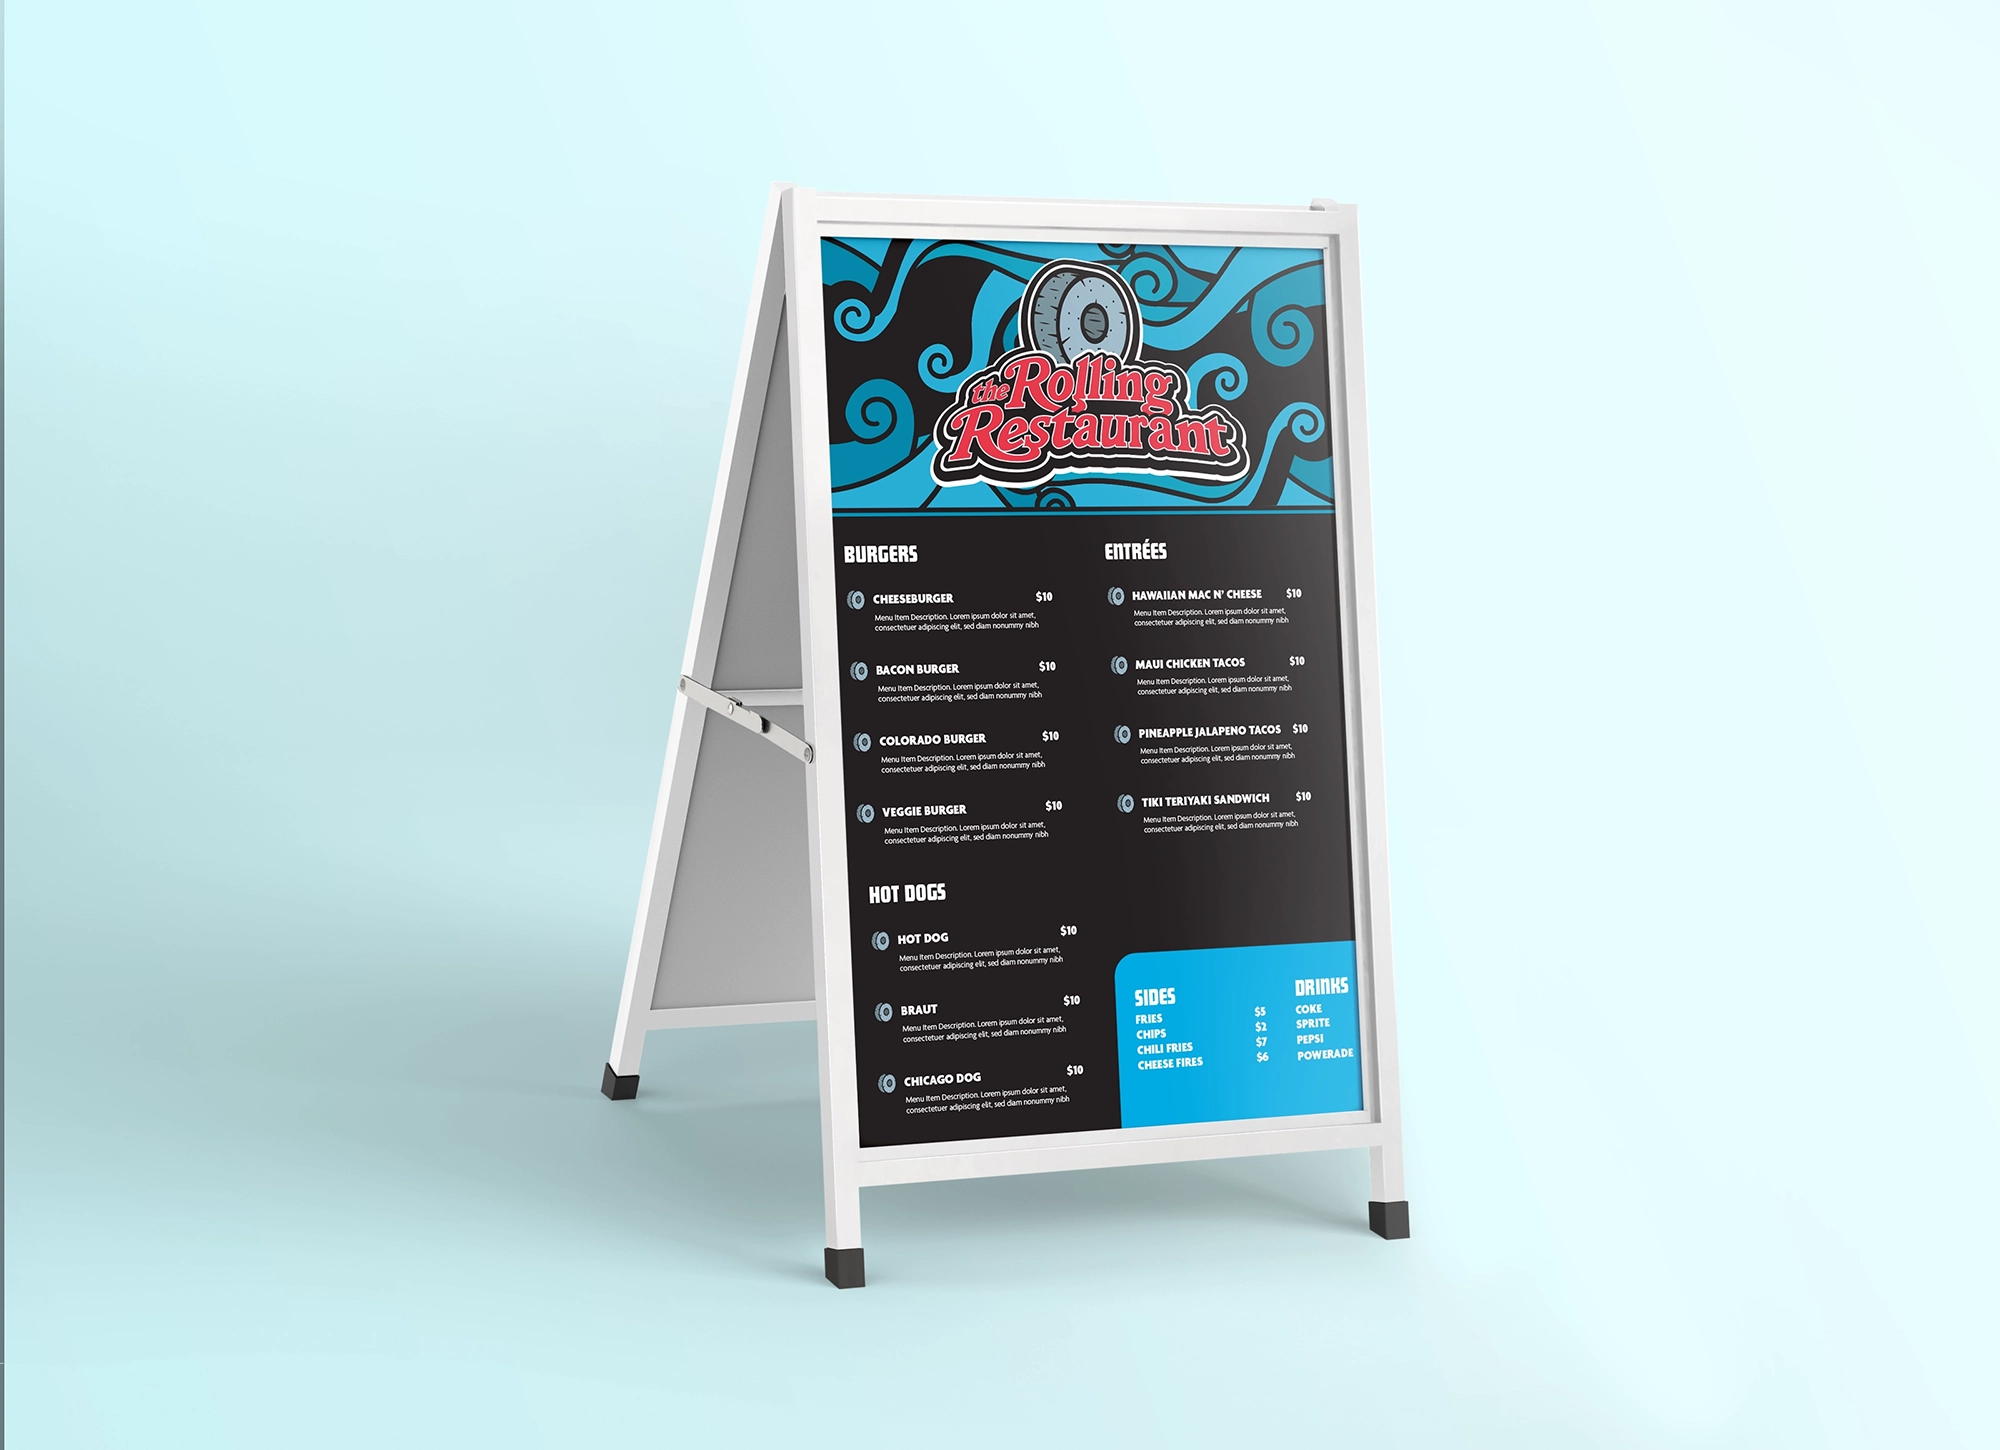 the Rolling
Restaurant
BURGERS
CHEESEBURGER $10
Menu Item Description. Lorem ipsum dolor sit amet,
consectetuer adipiscing elit, sed diam nonummy nibh
BACON BURGER $10
Menu Item Description. Lorem ipsum dolor sit amet,
consectetuer adipiscing elit, sed diam nonummy nibh
COLORADO BURGER $10
Menu Item Description. Lorem ipsum dolor sit amet,
consectetuer adipiscing elit, sed diam nonummy nibh
VEGGIE BURGER $10
Menu Item Description. Lorem ipsum dolor sit amet,
consectetuer adipiscing elit, sed diam nonummy nibh
HOT DOGS
HOT DOG $10
Menu Item Description. Lorem ipsum dolor sit amet,
consectetuer adipiscing elit, sed diam nonummy nibh
BRAUT $10
Menu Item Description. Lorem ipsum dolor sit amet,
consectetuer adipiscing elit, sed diam nonummy nibh
CHICAGO DOG $10
Menu Item Description. Lorem ipsum dolor sit amet,
consectetuer adipiscing elit, sed diam nonummy nibh
ENTRÉES
HAWAIIAN MAC N' CHEESE $10
Menu Item Description. Lorem ipsum dolor sit amet,
consectetuer adipiscing elit, sed diam nonummy nibh
MAUI CHICKEN TACOS $10
Menu Item Description. Lorem ipsum dolor sit amet,
consectetuer adipiscing elit, sed diam nonummy nibh
PINEAPPLE JALAPENO TACOS $10
Menu Item Description. Lorem ipsum dolor sit amet,
consectetuer adipiscing elit, sed diam nonummy nibh
TIKI TERIYAKI SANDWICH $10
Menu Item Description. Lorem ipsum dolor sit amet,
consectetuer adipiscing elit, sed diam nonummy nibh
SIDES
FRIES $5
CHIPS $2
CHILI FRIES $7
CHEESE FIRES $6
DRINKS
COKE
SPRITE
PEPSI
POWERADE